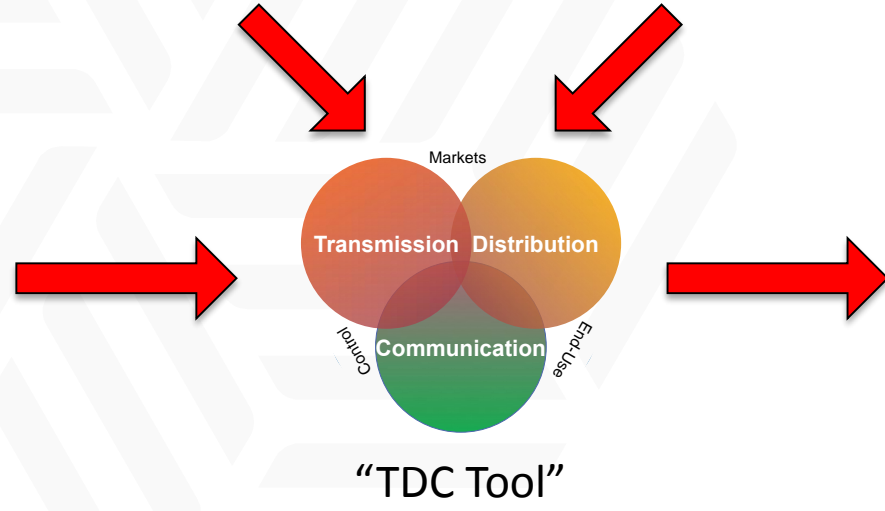 Markets
Transmission
Distribution
Control
Communication
End-Use
“TDC Tool”